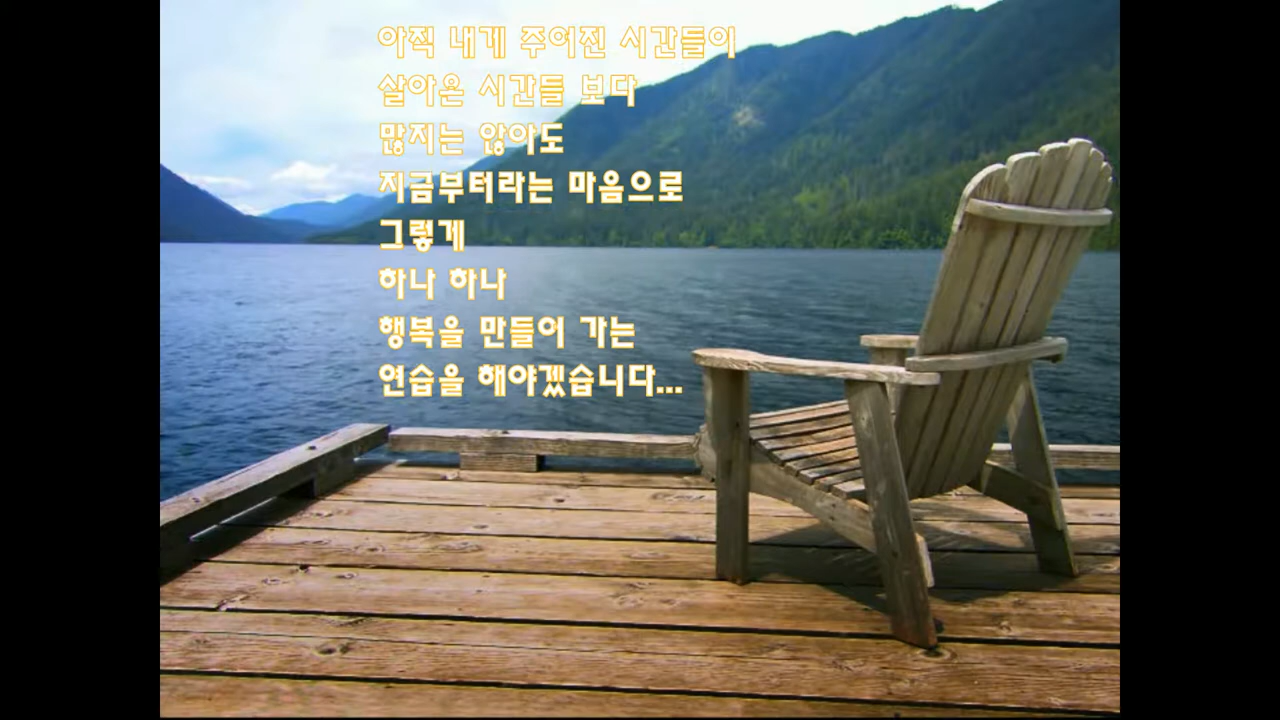 아직 내게 주어진 시간들이
살아온 시간들 보다
많지는 않아도
지금부터라는 마음으로
그렇게
하나 하나
행복을 만들어 가는
연습을 해야겠습니다...